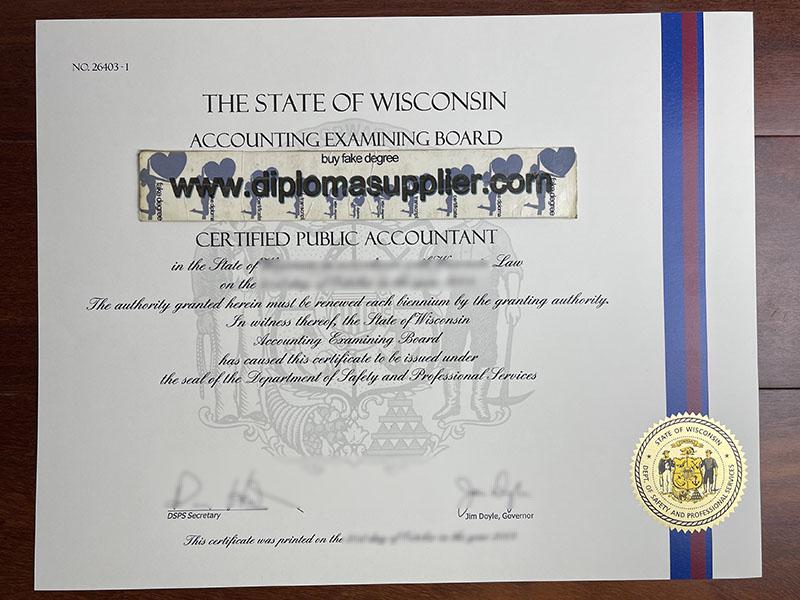 NO. 26403-1
THE STATE OF WISCONSIN
ACCOUNTING EXAMINING BOARD
buy fake degree
www.diplomasupplier.com
fake degree
CERTIFIED PUBLIC ACCOUNTANT
in the State of Law
on the
The authority granted herein must be renewed each biennium by the granting authority.
In witness thereof, the State of Wisconsin
Accounting Examining Board
has caused this certificate to be issued under
the seal of the Department of Safety and Professional Services
DSPS Secretary
Jim Doyle, Governor
This certificate was printed on the
STATE OF WISCONSIN
DEPT. OF SAFETY AND PROFESSIONAL SERVICES